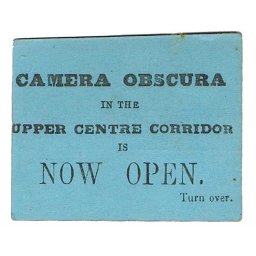 CAMERA OBSCURA
IN THE
UPPER CENTRE CORRIDOR
IS
NOW OPEN.
Turn over.